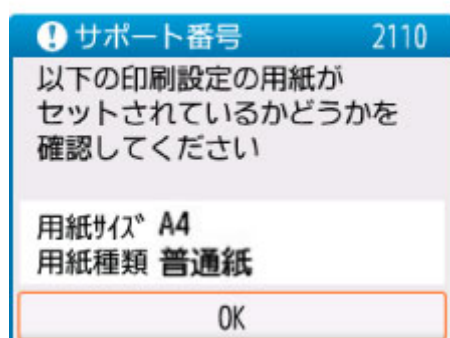 サポート番号 2110
以下の印刷設定の用紙が
セットされているかどうかを
確認してください
用紙ｻｲｽﾞ A4
用紙種類 普通紙
OK